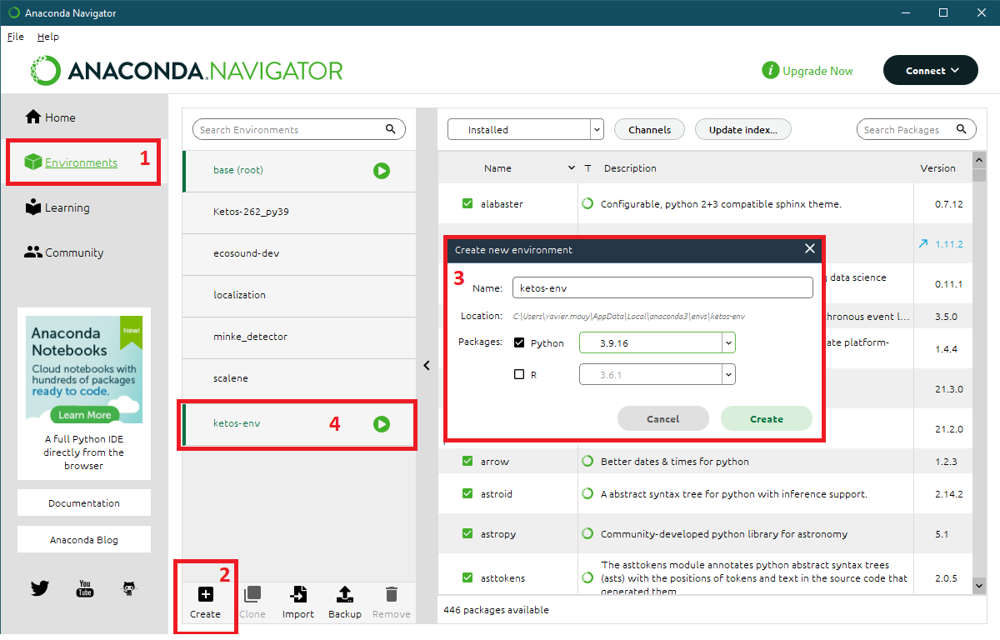 Anaconda Navigator
File Help
ANACONDA.NAVIGATOR
i Upgrade Now
Connect
Home
Environments 1
Learning
Community
Anaconda
Notebooks
New!
Cloud notebooks with
hundreds of packages
ready to code.
Learn More
A full Python IDE
directly from the
browser
Documentation
Anaconda Blog
You
Tube
Search Environments
base (root)
Ketos-262_py39
ecosound-dev
localization
minke_detector
scalene
ketos-env 4
2
Create Clone Import Backup Remove
Installed Channels Update index... Search Packages
Name T Description Version
alabaster Configurable, python 2+3 compatible sphinx theme. 0.7.12
1.11.2
data science
0.11.1
chronous event l... 3.5.0
ate platform-
1.4.4
21.3.0
21.2.0
Create new environment
3
Name: ketos-env
Location: C:\Users\xavier.mouy\AppData\Local\anaconda3\envs\ketos-env
Packages: Python 3.9.16
R 3.6.1
Cancel Create
arrow Better dates & times for python 1.2.3
astroid A abstract syntax tree for python with inference support. 2.14.2
astropy Community-developed python library for astronomy 5.1
The asttokens module annotates python abstract syntax trees
asttokens (asts) with the positions of tokens and text in the source code that 2.0.5
generated them
446 packages available